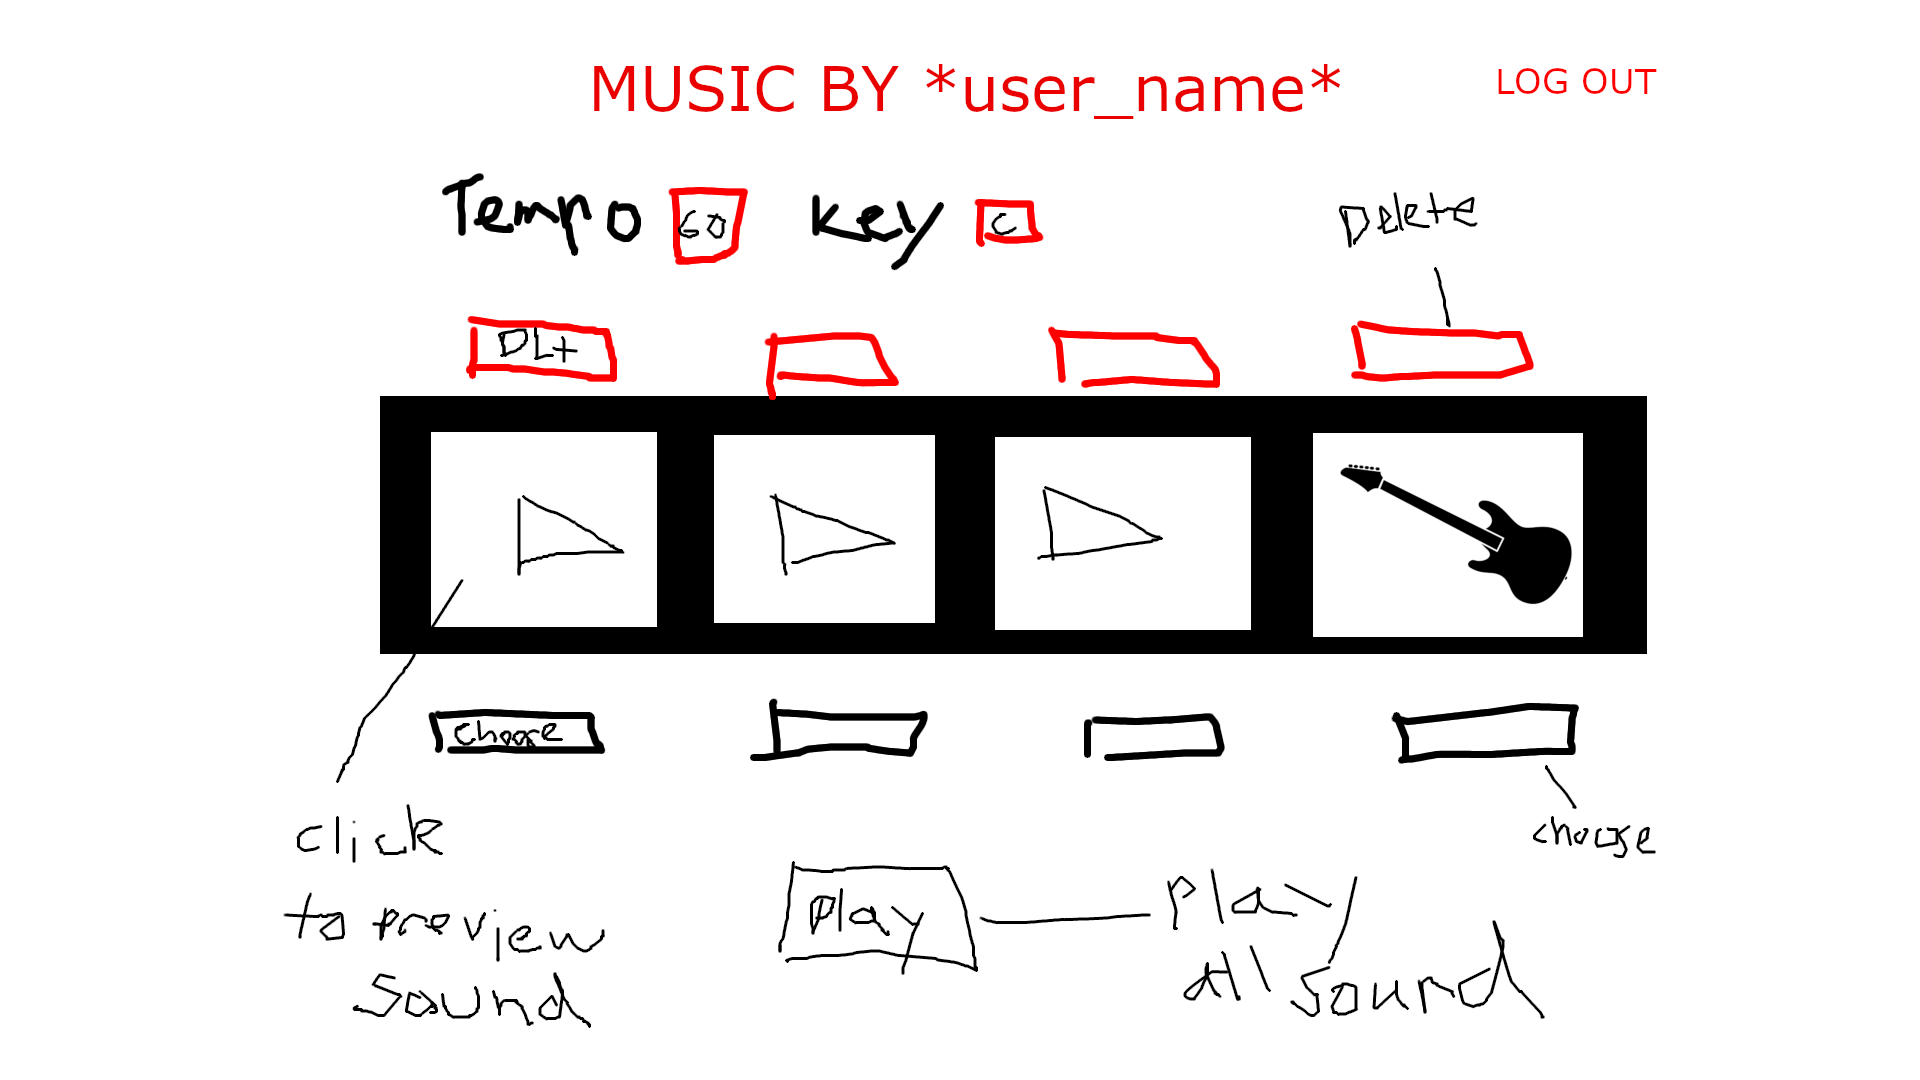 MUSIC BY *user_name*
LOG OUT
Tempo 60 Key C
Delete
DLt
choose
choose
click
to preview
sound
Play
play
all sound